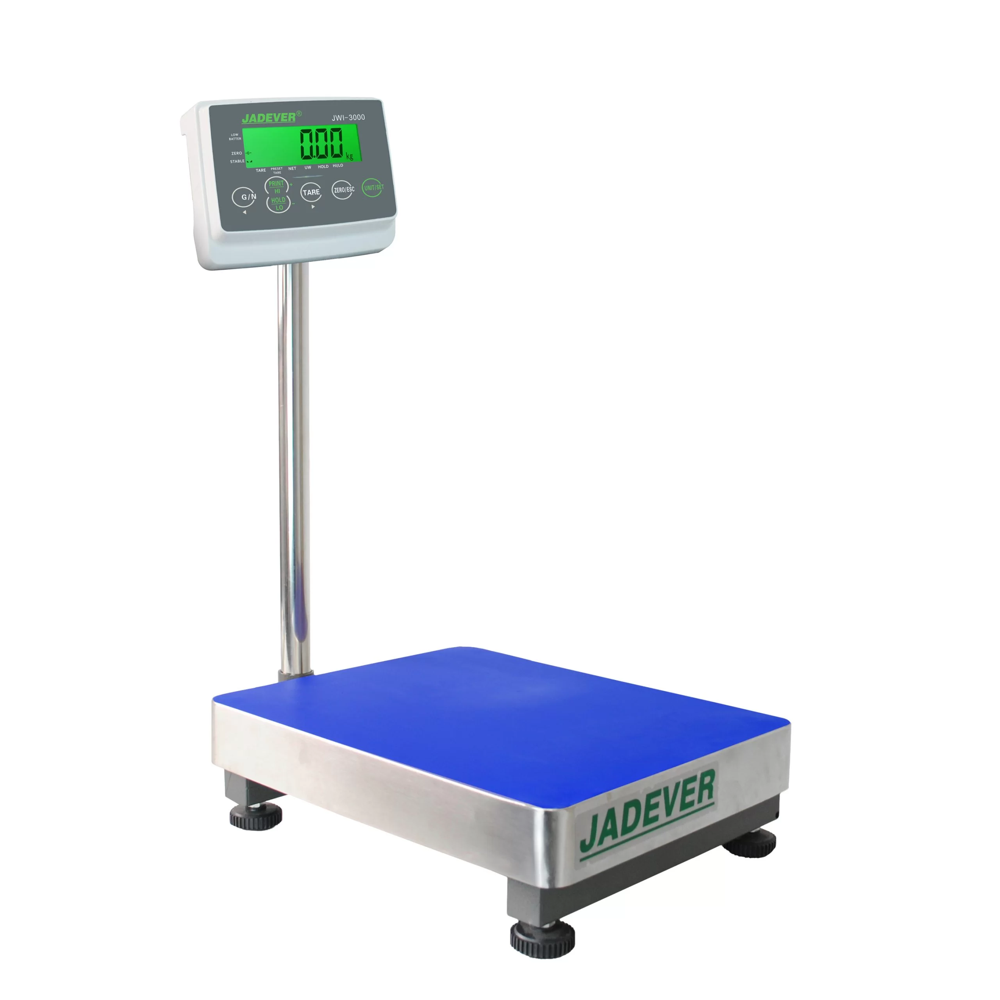 JADEVER®
JWI-3000
LOW
BATTER
0.00
kg
ZERO -0-
STABLE
TARE PRESET TARE NET UW HOLD HI/LO
G/N
PRINT +
HI
HOLD -
LO
TARE
ZERO/ESC
UNIT/SET
JADEVER